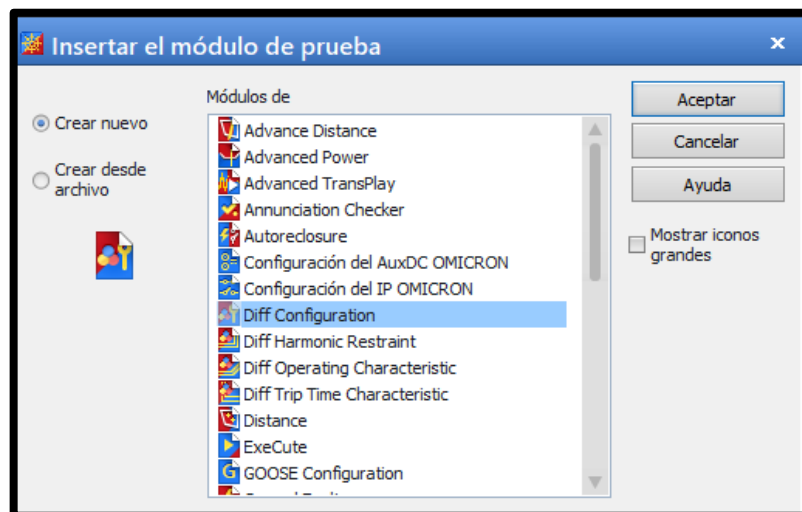 Insertar el módulo de prueba
Crear nuevo
Crear desde
archivo
Módulos de
Advance Distance
Advanced Power
Advanced TransPlay
Annunciation Checker
Autoreclosure
Configuración del AuxDC OMICRON
Configuración del IP OMICRON
Diff Configuration
Diff Harmonic Restraint
Diff Operating Characteristic
Diff Trip Time Characteristic
Distance
ExeCute
GOOSE Configuration
Aceptar
Cancelar
Ayuda
Mostrar iconos
grandes